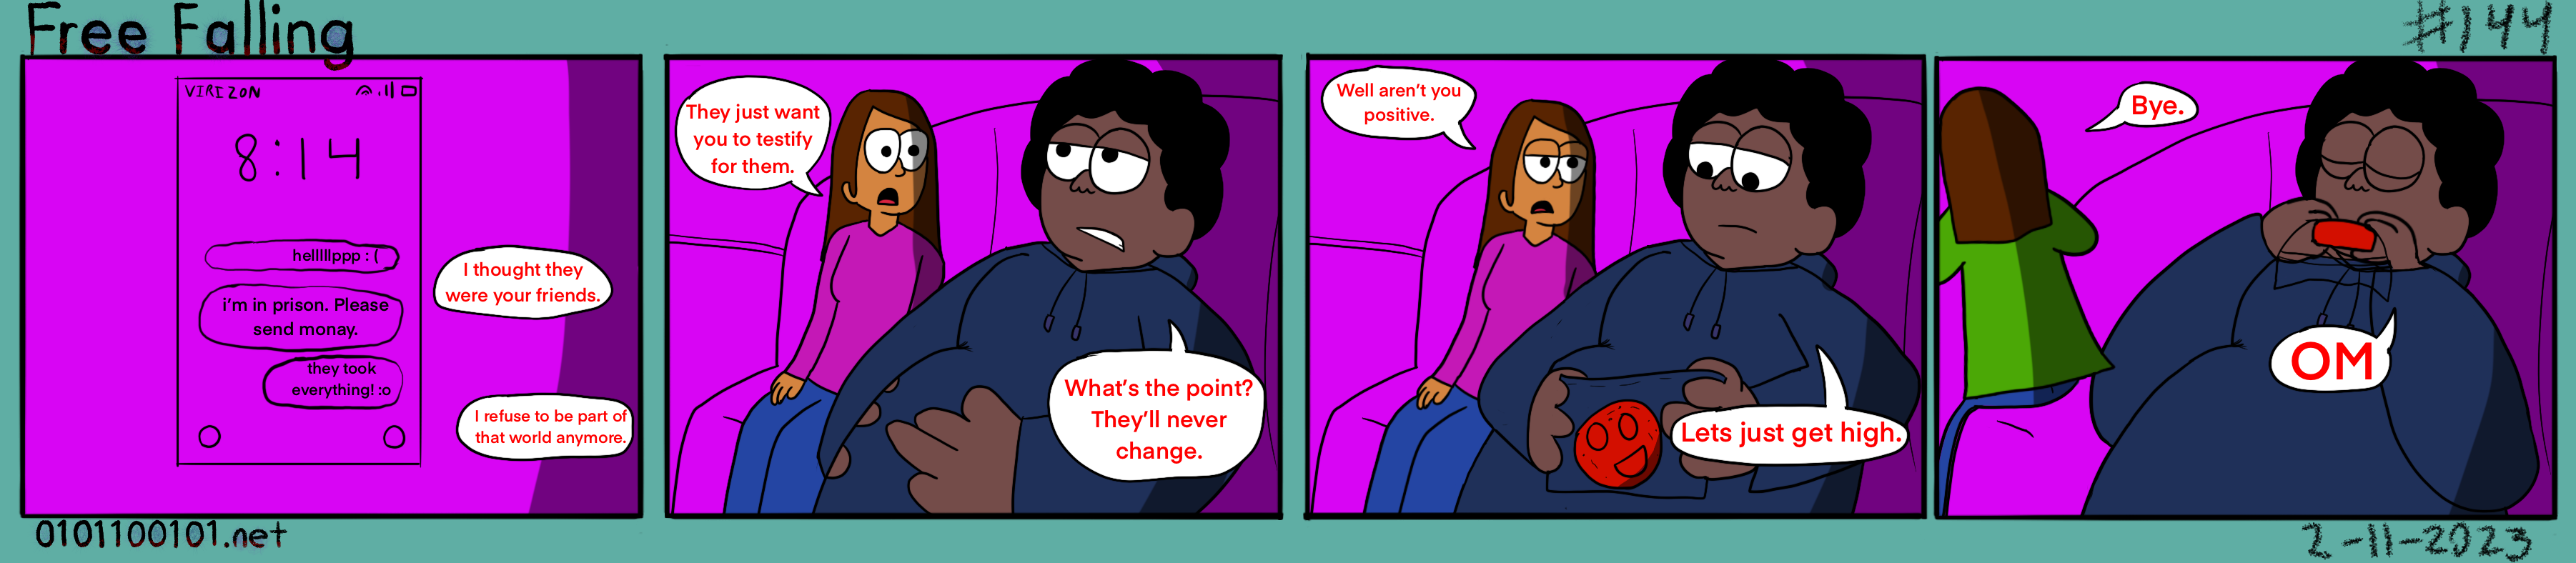 Free Falling
#144
VIRIZON
8:14
helllllppp : (
i'm in prison. Please
send monay.
they took
everything! :o
I thought they
were your friends.
I refuse to be part of
that world anymore.
They just want
you to testify
for them.
What's the point?
They'll never
change.
Well aren't you
positive.
Lets just get high.
Bye.
OM
0101100101.net
2-11-2023